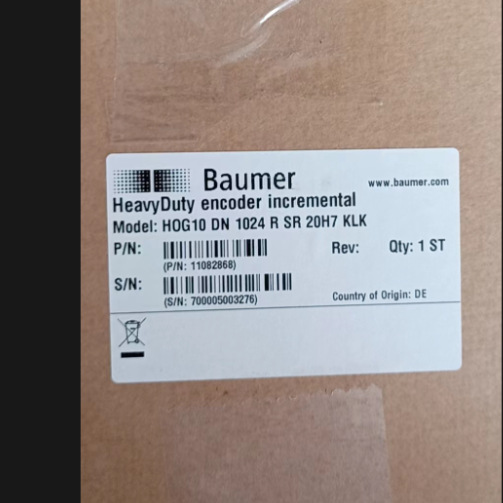 Baumer www.baumer.com
HeavyDuty encoder incremental
Model: HOG10 DN 1024 R SR 20H7 KLK
P/N: Rev: Qty: 1 ST
(P/N: 11082868)
S/N:
(S/N: 700005003276) Country of Origin: DE